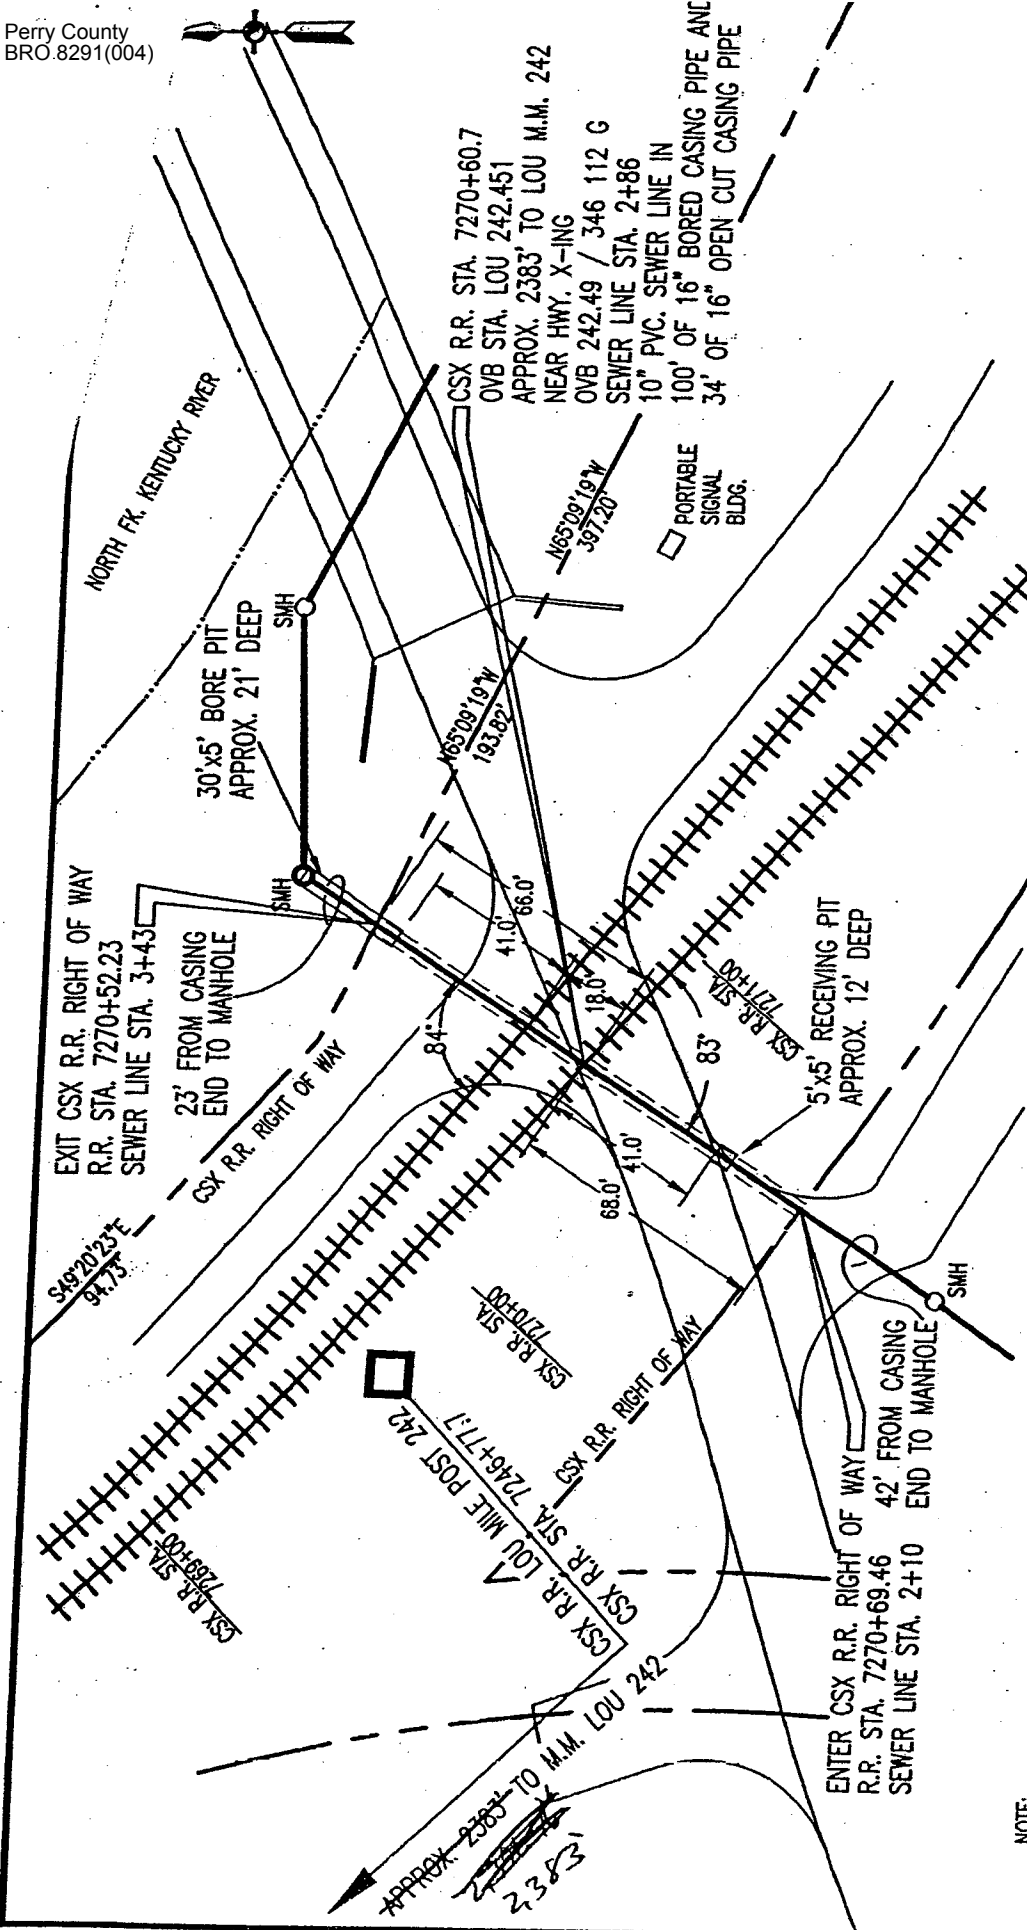 Perry County
BRO.8291(004)
NORTH FK. KENTUCKY RIVER
CSX R.R. STA. 7270+60.7
OVB STA. LOU 242.451
APPROX. 2383' TO LOU M.M. 242
NEAR HWY. X-ING
OVB 242.49 / 346 112 G
SEWER LINE STA. 2+86
10" PVC. SEWER LINE IN
100' OF 16" BORED CASING PIPE AND
34' OF 16" OPEN CUT CASING PIPE
PORTABLE
SIGNAL
BLDG.
N65°09'19"W
397.20'
N65°09'19"W
193.82'
SMH
30'x5' BORE PIT
APPROX. 21' DEEP
SMH
EXIT CSX R.R. RIGHT OF WAY
R.R. STA. 7270+52.23
SEWER LINE STA. 3+43
23' FROM CASING
END TO MANHOLE
CSX R.R. RIGHT OF WAY
S49°20'23"E
94.73'
84°
41.0'
66.0'
18.0'
83°
41.0'
68.0'
CSX R.R. STA.
7271+00
5'x5' RECEIVING PIT
APPROX. 12' DEEP
CSX R.R. STA.
7270+00
CSX R.R. RIGHT OF WAY
CSX R.R. STA.
7269+00
CSX R.R. LOU MILE POST 242
CSX R.R. STA. 7246+77.7
SMH
42' FROM CASING
END TO MANHOLE
ENTER CSX R.R. RIGHT OF WAY
R.R. STA. 7270+69.46
SEWER LINE STA. 2+10
APPROX. 2383' TO M.M. LOU 242
2,383'
NOTE: